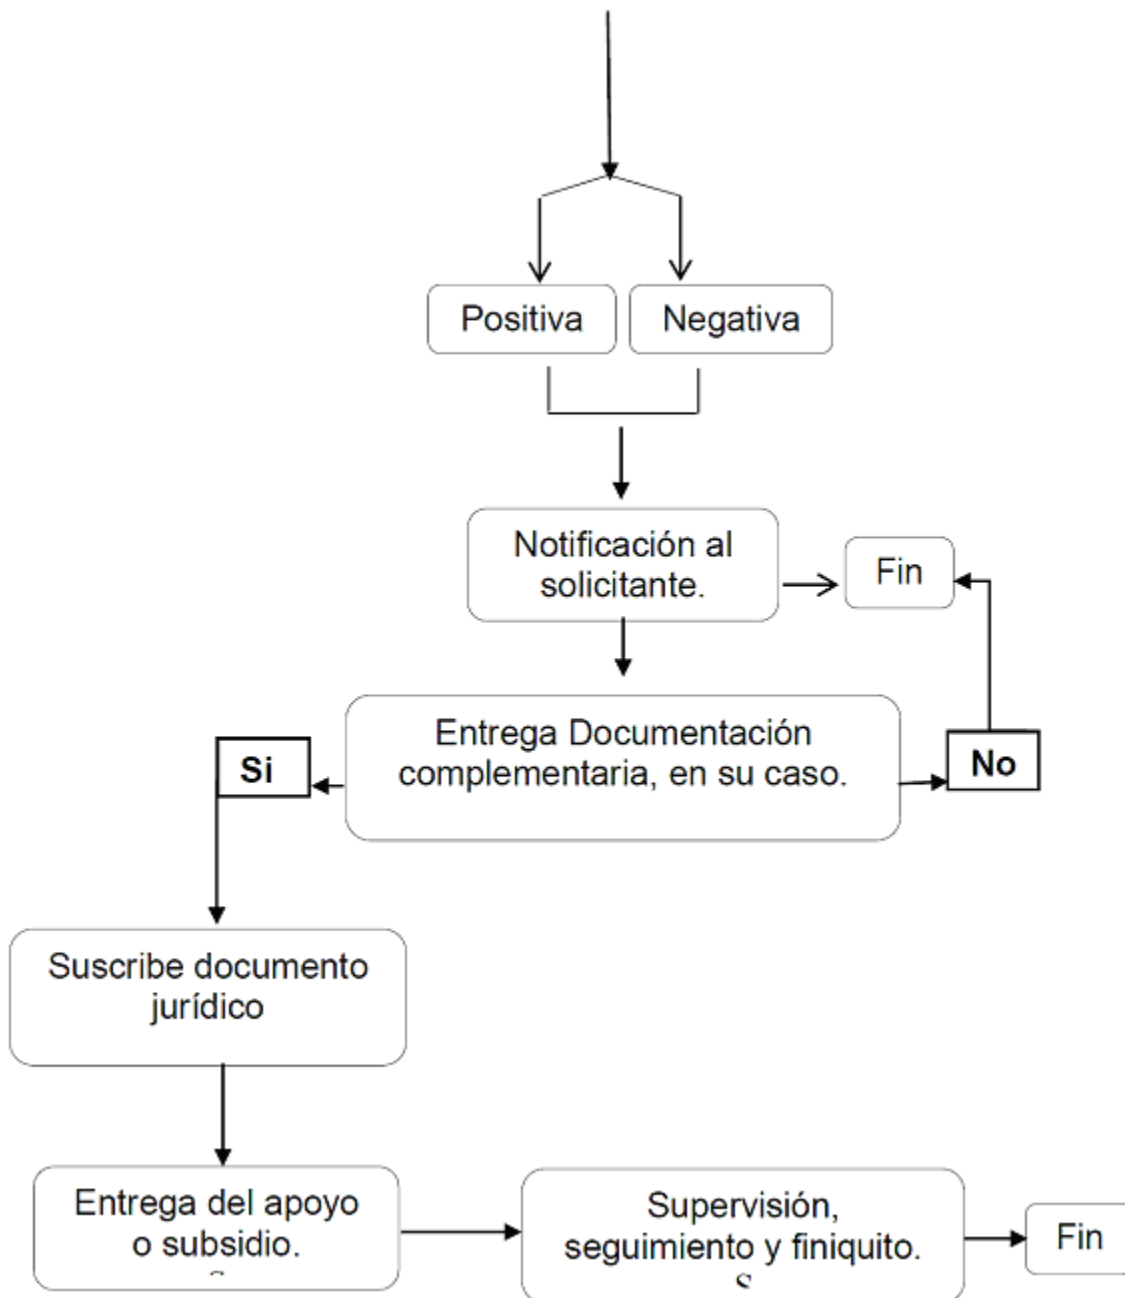 Positiva
Negativa
Notificación al
solicitante.
Fin
Entrega Documentación
complementaria, en su caso.
Si
No
Suscribe documento
jurídico
Entrega del apoyo
o subsidio.
Supervisión,
seguimiento y finiquito.
Fin